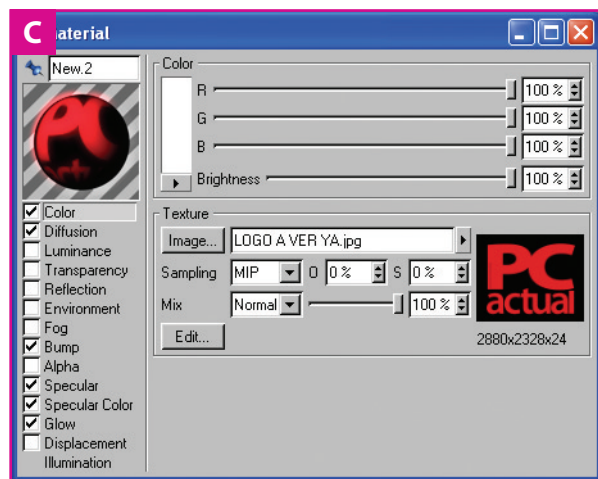 C
aterial
New.2
Color
R 100 %
G 100 %
B 100 %
Brightness 100 %
Color
Diffusion
Luminance
Transparency
Reflection
Environment
Fog
Bump
Alpha
Specular
Specular Color
Glow
Displacement
Illumination
Texture
Image... LOGO A VER YA.jpg
Sampling MIP O 0 % S 0 %
Mix Normal 100 %
Edit...
PC
actual
2880x2328x24
PC